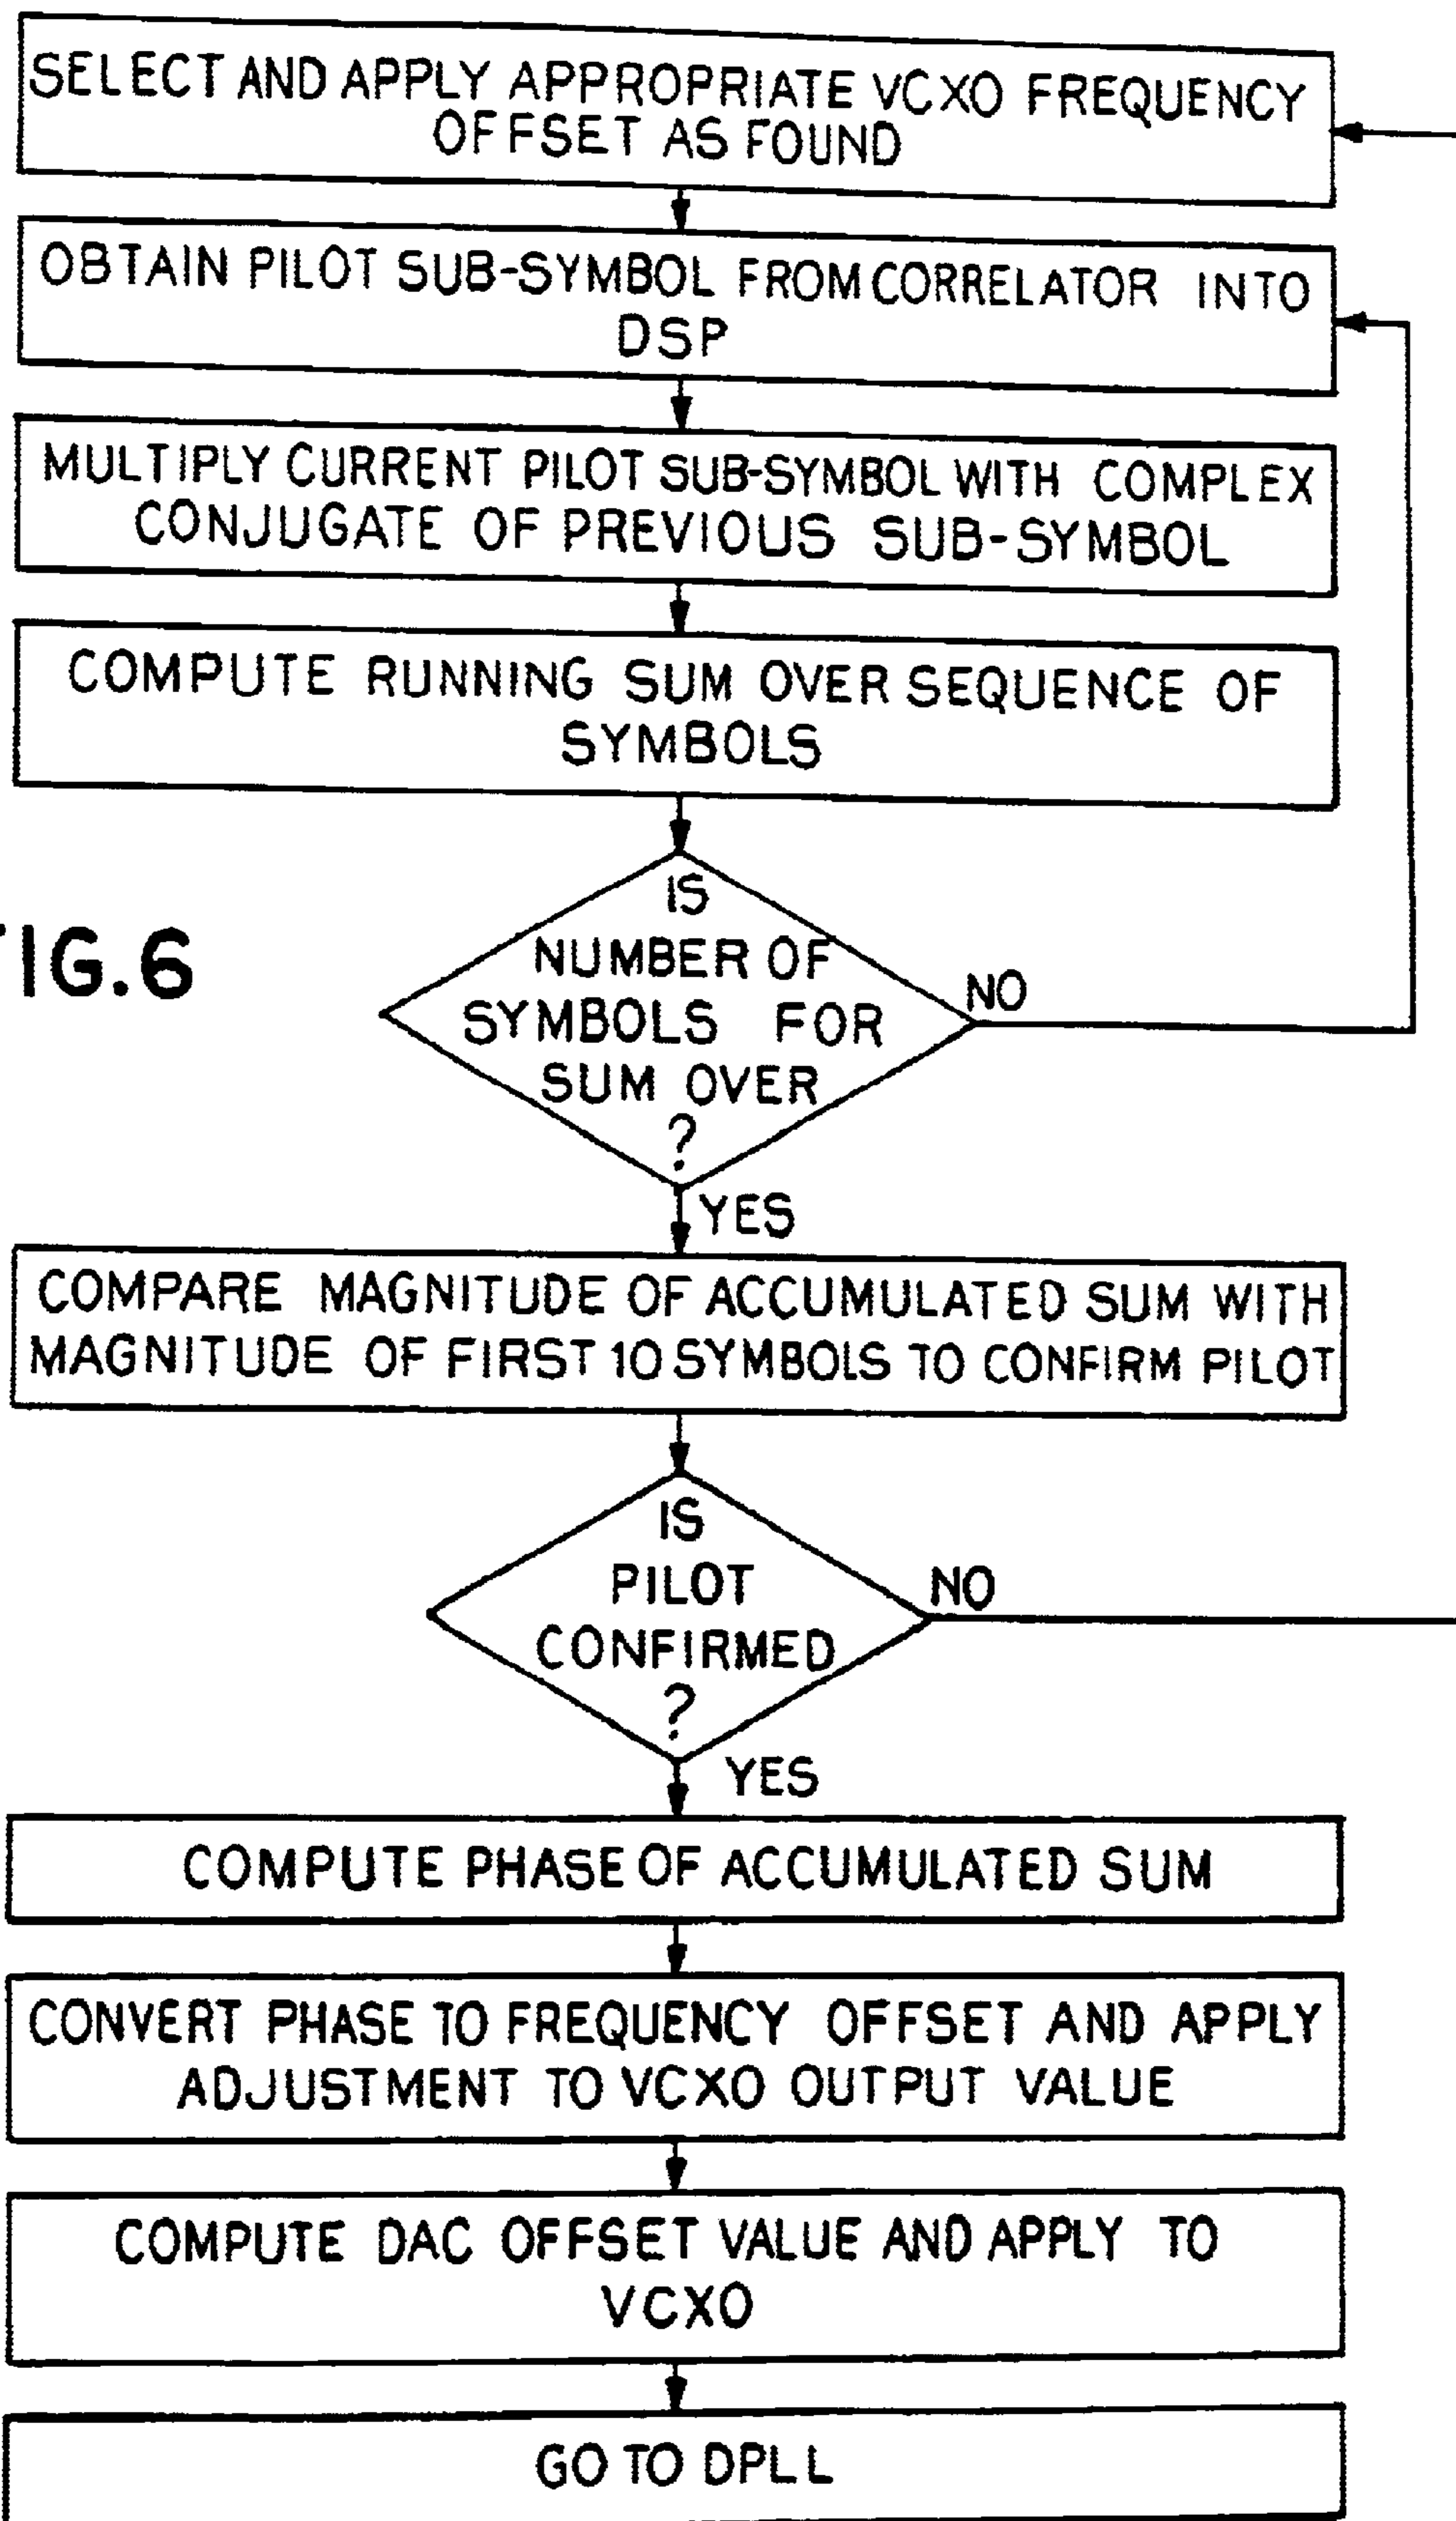 SELECT AND APPLY APPROPRIATE VCXO FREQUENCY
OFFSET AS FOUND
OBTAIN PILOT SUB-SYMBOL FROM CORRELATOR INTO
DSP
MULTIPLY CURRENT PILOT SUB-SYMBOL WITH COMPLEX
CONJUGATE OF PREVIOUS SUB-SYMBOL
COMPUTE RUNNING SUM OVER SEQUENCE OF
SYMBOLS
FIG.6
IS
NUMBER OF
SYMBOLS FOR
SUM OVER
?
NO
YES
COMPARE MAGNITUDE OF ACCUMULATED SUM WITH
MAGNITUDE OF FIRST 10 SYMBOLS TO CONFIRM PILOT
IS
PILOT
CONFIRMED
?
NO
YES
COMPUTE PHASE OF ACCUMULATED SUM
CONVERT PHASE TO FREQUENCY OFFSET AND APPLY
ADJUSTMENT TO VCXO OUTPUT VALUE
COMPUTE DAC OFFSET VALUE AND APPLY TO
VCXO
GO TO DPLL